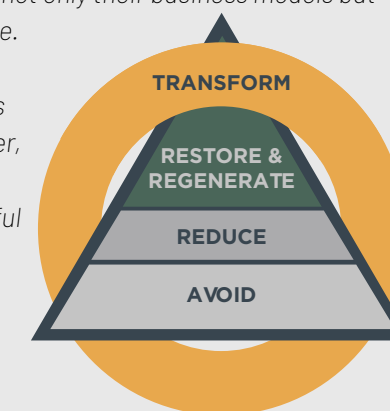 not only their business models but
e.
s
er,
ful
TRANSFORM
RESTORE &
REGENERATE
REDUCE
AVOID